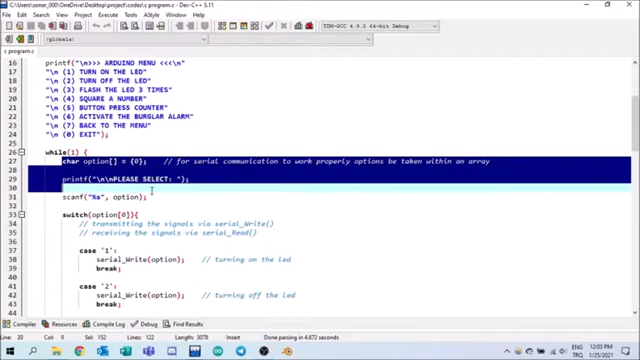 C:\Users\soner_000\OneDrive\Desktop\project\codes\c program.c - Dev-C++ 5.11
File Edit Search View Project Execute Tools AStyle Window Help
TDM-GCC 4.9.2 64-bit Debug
(globals)
c program.c
16 printf("\n>>> ARDUINO MENU <<<\n"
17 "\n (1) TURN ON THE LED"
18 "\n (2) TURN OFF THE LED"
19 "\n (3) FLASH THE LED 3 TIMES"
20 "\n (4) SQUARE A NUMBER"
21 "\n (5) BUTTON PRESS COUNTER"
22 "\n (6) ACTIVATE THE BURGLAR ALARM"
23 "\n (7) BACK TO THE MENU"
24 "\n (0) EXIT");
25
26 while(1) {
27 char option[] = {0}; // for serial communication to work properly options be taken within an array
28
29 printf("\n\nPLEASE SELECT: ");
30
31 scanf("%s", option);
32
33 switch(option[0]){
34 // transmitting the signals via serial_Write()
35 // receiving the signals via serial_Read()
36
37 case '1':
38 serial_Write(option); // turning on the led
39 break;
40
41 case '2':
42 serial_Write(option); // turning off the led
43 break;
44
Compiler Resources Compile Log Debug Find Results
Line: 30 Col: 9 Sel: 152 Lines: 122 Length: 3078 Insert Done parsing in 4,672 seconds
ENG
TRQ
12:03 PM
1/25/2021